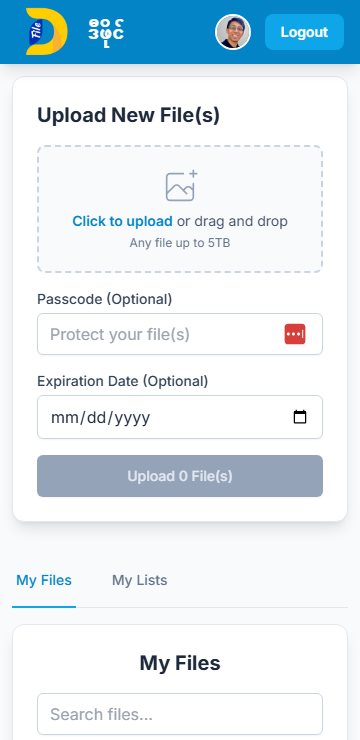 File
Logout
Upload New File(s)
Click to upload or drag and drop
Any file up to 5TB
Passcode (Optional)
Protect your file(s)
Expiration Date (Optional)
mm/dd/yyyy
Upload 0 File(s)
My Files
My Lists
My Files
Search files...